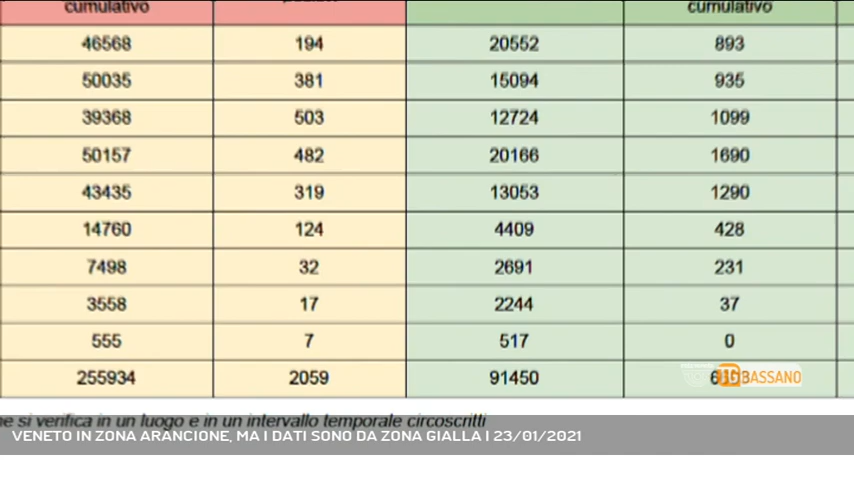 cumulativo cumulativo
46568 194 20552 893
50035 381 15094 935
39368 503 12724 1099
50157 482 20166 1690
43435 319 13053 1290
14760 124 4409 428
7498 32 2691 231
3558 17 2244 37
555 7 517 0
255934 2059 91450
TG BASSANO
si verifica in un luogo e in un intervallo temporale circoscritti
VENETO IN ZONA ARANCIONE, MA I DATI SONO DA ZONA GIALLA | 23/01/2021